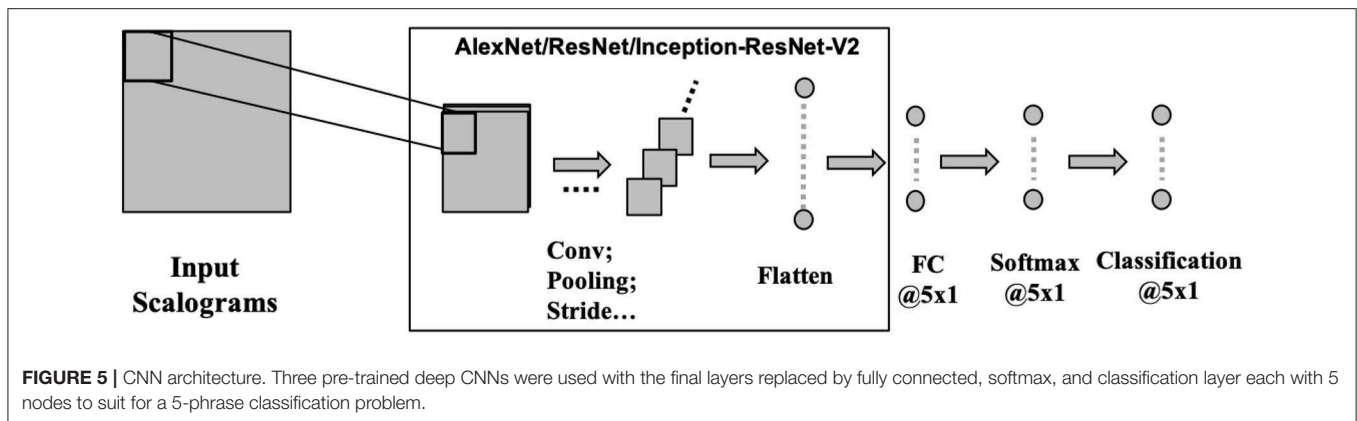 AlexNet/ResNet/Inception-ResNet-V2
Input
Scalograms
Conv;
Pooling;
Stride...
Flatten
FC
@5x1
Softmax
@5x1
Classification
@5x1
FIGURE 5 | CNN architecture. Three pre-trained deep CNNs were used with the final layers replaced by fully connected, softmax, and classification layer each with 5
nodes to suit for a 5-phrase classification problem.